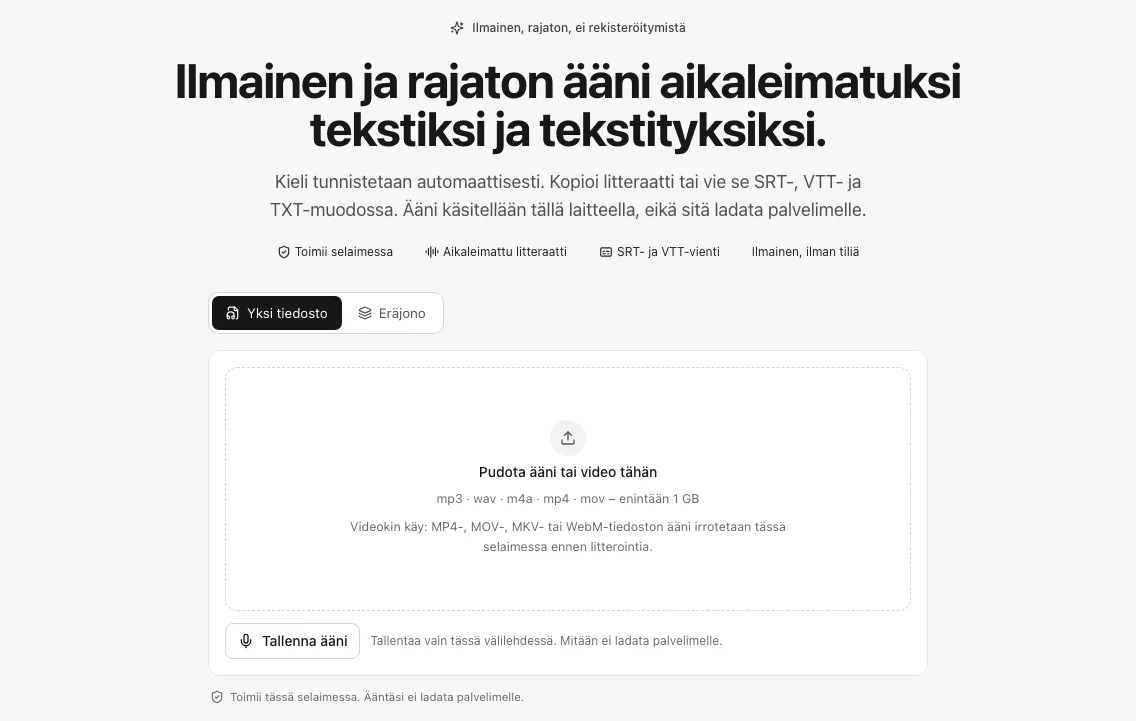 Ilmainen, rajaton, ei rekisteröitymistä
Ilmainen ja rajaton ääni aikaleimatuksi
tekstiksi ja tekstityksiksi.
Kieli tunnistetaan automaattisesti. Kopioi litteraatti tai vie se SRT-, VTT- ja
TXT-muodossa. Ääni käsitellään tällä laitteella, eikä sitä ladata palvelimelle.
Toimii selaimessa Aikaleimattu litteraatti SRT- ja VTT-vienti Ilmainen, ilman tiliä
Yksi tiedosto Eräjono
Pudota ääni tai video tähän
mp3 · wav · m4a · mp4 · mov – enintään 1 GB
Videokin käy: MP4-, MOV-, MKV- tai WebM-tiedoston ääni irrotetaan tässä
selaimessa ennen litterointia.
Tallenna ääni Tallentaa vain tässä välilehdessä. Mitään ei ladata palvelimelle.
Toimii tässä selaimessa. Ääntäsi ei ladata palvelimelle.